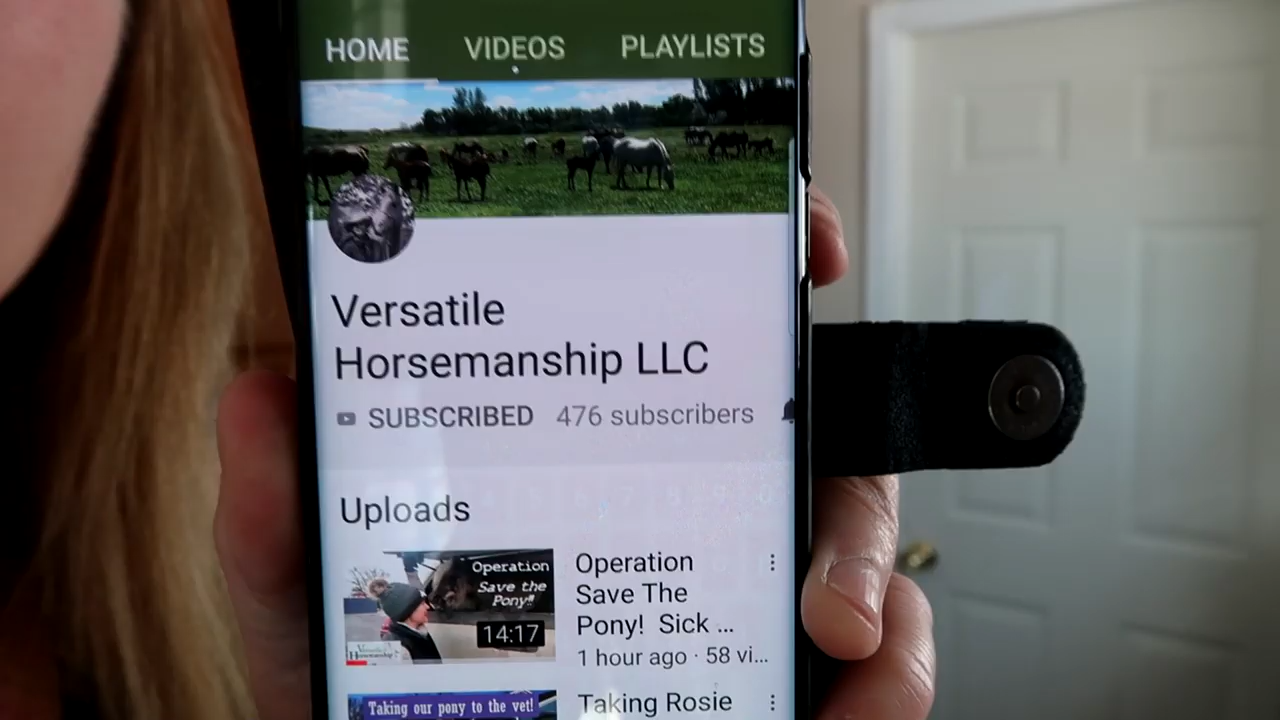 HOME VIDEOS PLAYLISTS
Versatile
Horsemanship LLC
SUBSCRIBED 476 subscribers
Uploads
Operation
Save the
Pony!!
14:17
Operation
Save The
Pony! Sick ...
1 hour ago · 58 vi...
Taking our pony to the vet!
Taking Rosie